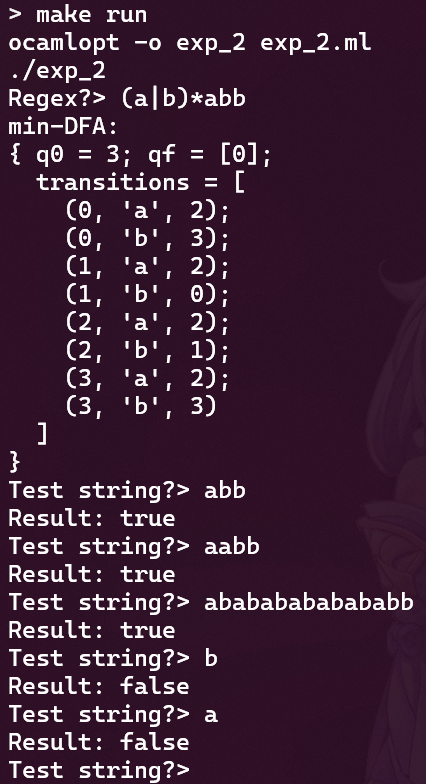 > make run
ocamlopt -o exp_2 exp_2.ml
./exp_2
Regex?> (a|b)*abb
min-DFA:
{ q0 = 3; qf = [0];
  transitions = [
    (0, 'a', 2);
    (0, 'b', 3);
    (1, 'a', 2);
    (1, 'b', 0);
    (2, 'a', 2);
    (2, 'b', 1);
    (3, 'a', 2);
    (3, 'b', 3)
  ]
}
Test string?> abb
Result: true
Test string?> aabb
Result: true
Test string?> abababababababb
Result: true
Test string?> b
Result: false
Test string?> a
Result: false
Test string?>